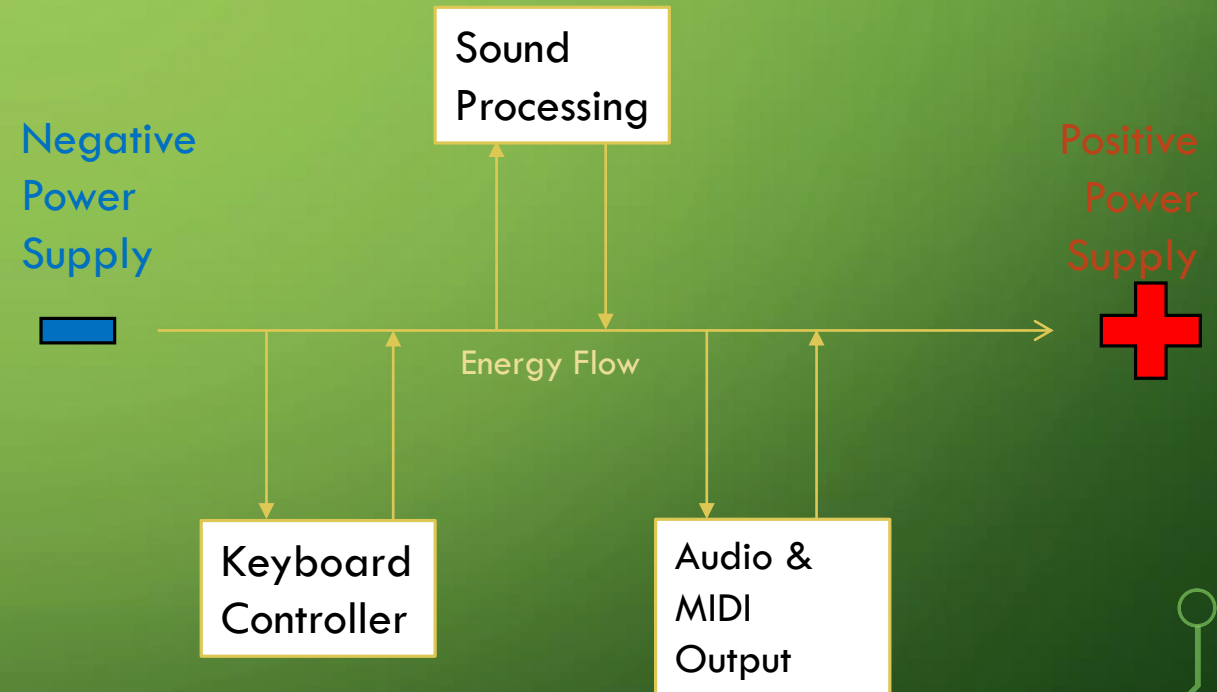 Sound
Processing
Negative
Power
Supply
Positive
Power
Supply
Energy Flow
Keyboard
Controller
Audio &
MIDI
Output